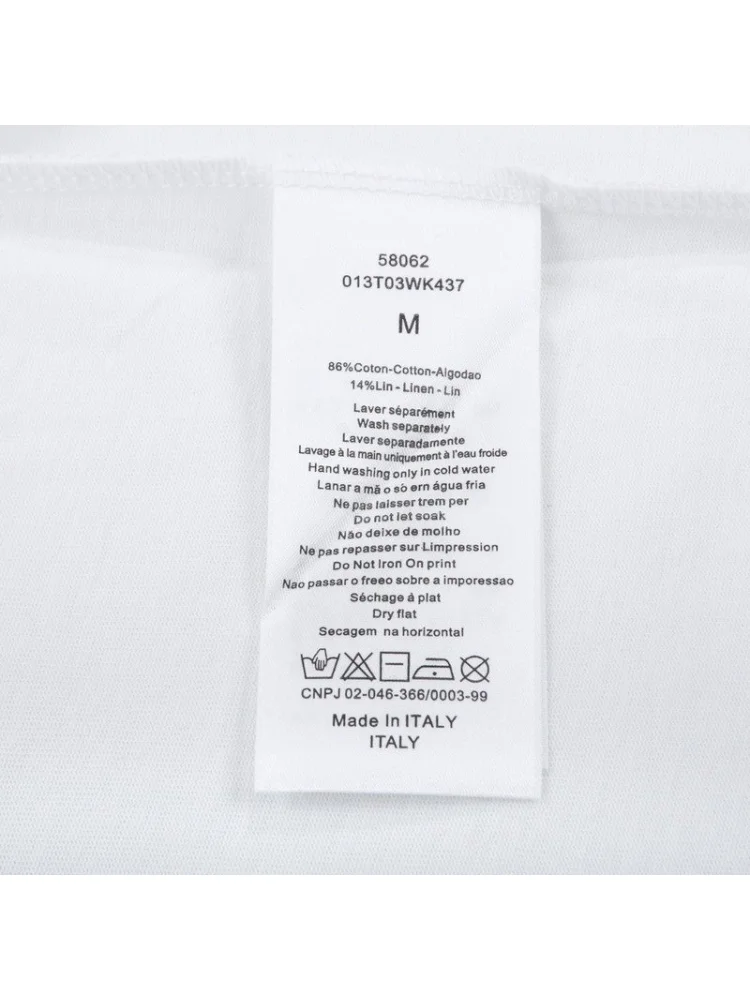 58062
013T03WK437
M
86%Coton-Cotton-Algodao
14%Lin - Linen - Lin
Laver séparément
Wash separately
Laver separadamente
Lavage à la main uniquement à l'eau froide
Hand washing only in cold water
Lanar a mã o sò ern água fria
Ne pas laisser trem per
Do not let soak
Não deixe de molho
Ne pas repasser sur Limpression
Do Not Iron On print
Nao passar o freeo sobre a imporessao
Séchage á plat
Dry flat
Secagem na horizontal
CNPJ 02-046-366/0003-99
Made In ITALY
ITALY